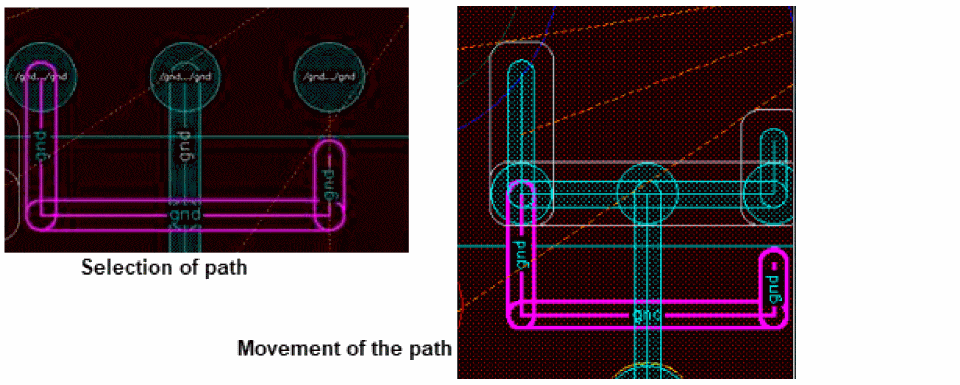 /gnd.../gnd
/gnd.../gnd
/gnd.../gnd
gnd
gnd
gnd
gnd
Selection of path
gnd
gnd
gnd
Movement of the path